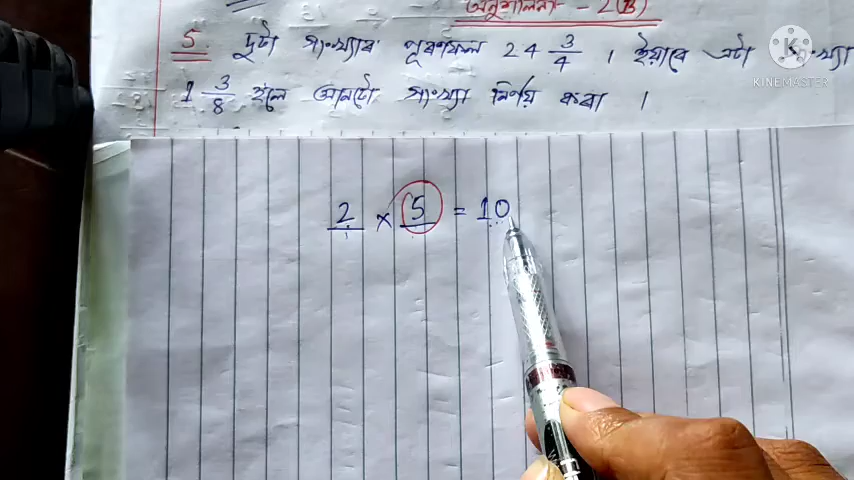 অনুশীলনী - 2(B)
5. দুটা সংখ্যাৰ পূৰণফল 24 3/4 । ইয়াৰে এটা সংখ্যা
1 3/8 হলে আনটো সংখ্যা নিৰ্ণয় কৰা ।
2 × 5 = 10
KINEMASTER